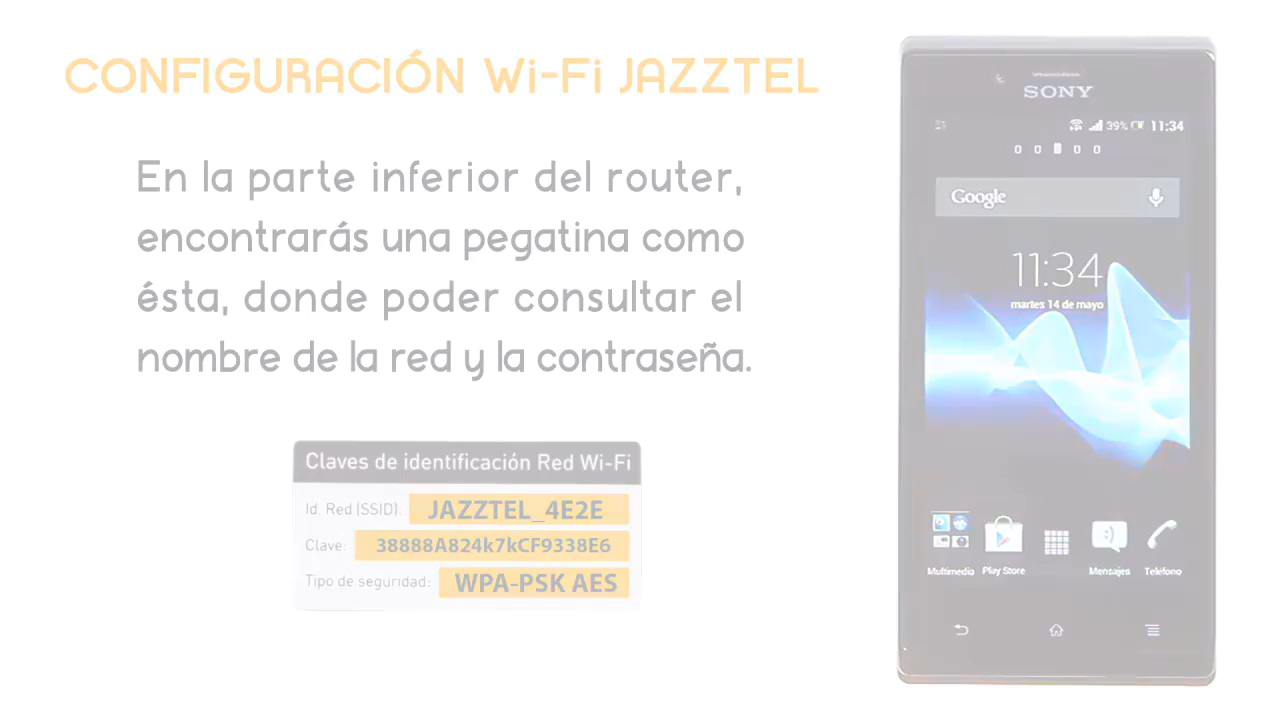 CONFIGURACIÓN Wi-Fi JAZZTEL
En la parte inferior del router,
encontrarás una pegatina como
ésta, donde poder consultar el
nombre de la red y la contraseña.
Claves de identificación Red Wi-Fi
Id. Red (SSID): JAZZTEL_4E2E
Clave: 38888A824k7kCF9338E6
Tipo de seguridad: WPA-PSK AES
SONY
39% 11:34
Google
11:34
martes 14 de mayo
Multimedia Play Store Mensajes Teléfono